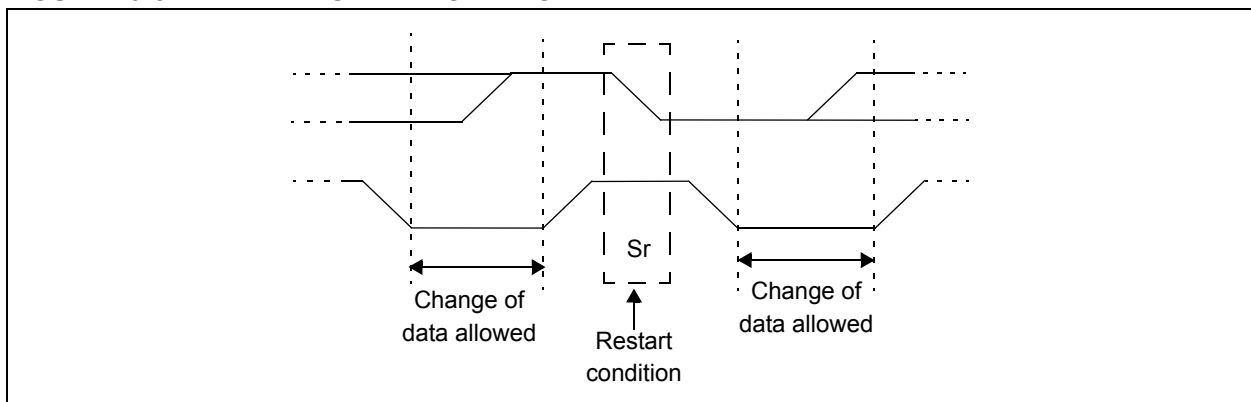 Sr
Change of
data allowed
Restart
condition
Change of
data allowed